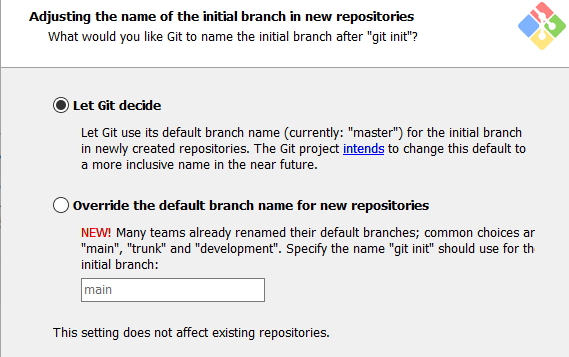 Adjusting the name of the initial branch in new repositories
What would you like Git to name the initial branch after "git init"?
Let Git decide
Let Git use its default branch name (currently: "master") for the initial branch
in newly created repositories. The Git project intends to change this default to
a more inclusive name in the near future.
Override the default branch name for new repositories
NEW! Many teams already renamed their default branches; common choices ar
"main", "trunk" and "development". Specify the name "git init" should use for the
initial branch:
main
This setting does not affect existing repositories.